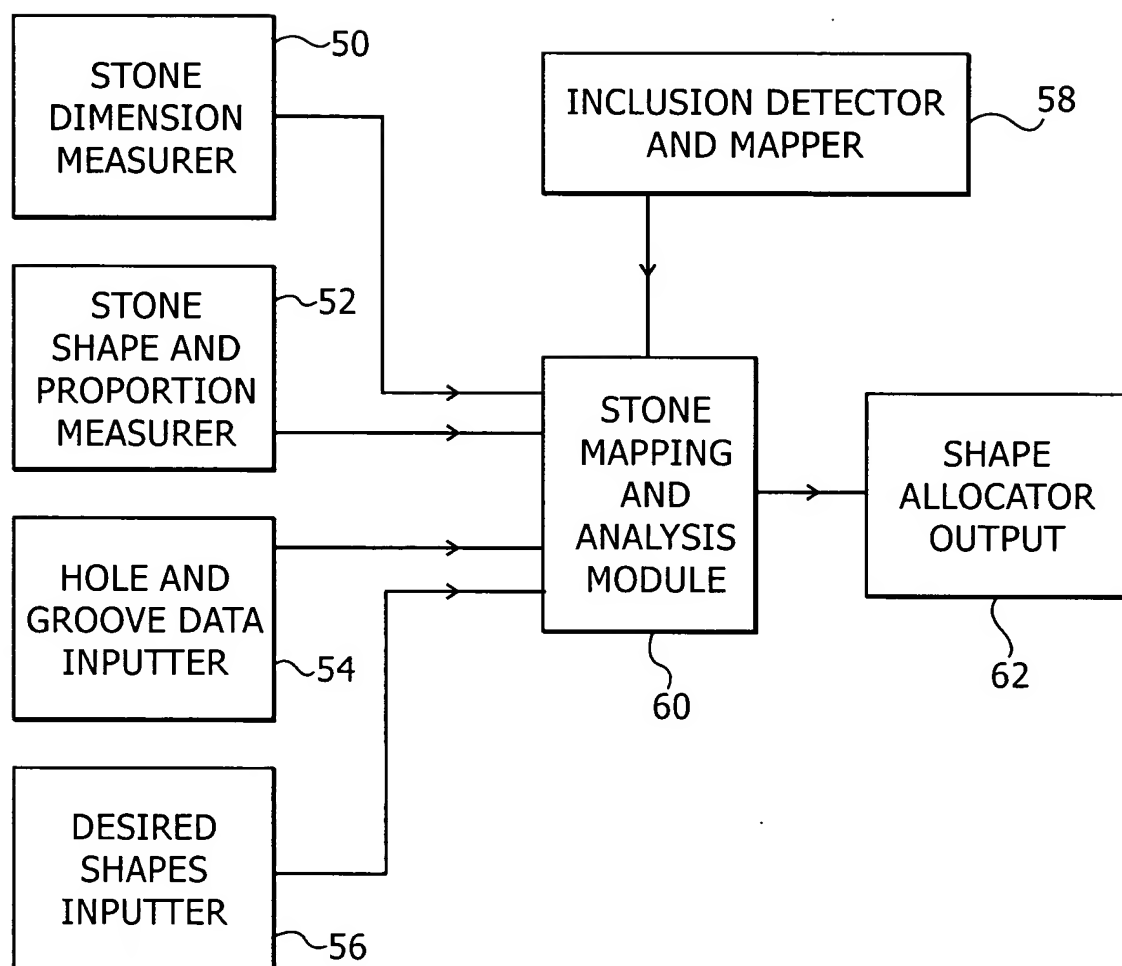 STONE
DIMENSION
MEASURER
50
STONE
SHAPE AND
PROPORTION
MEASURER
52
HOLE AND
GROOVE DATA
INPUTTER
54
DESIRED
SHAPES
INPUTTER
56
INCLUSION DETECTOR
AND MAPPER
58
STONE
MAPPING
AND
ANALYSIS
MODULE
60
SHAPE
ALLOCATOR
OUTPUT
62